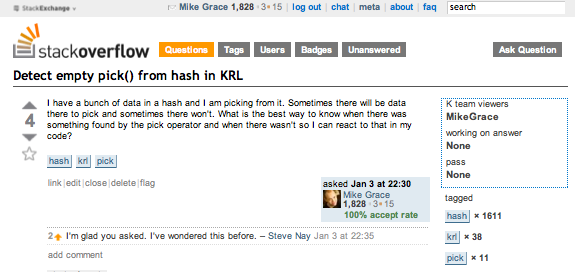 StackExchange
Mike Grace 1,828 · 3 • 15 | log out | chat | meta | about | faq
search
stackoverflow
Questions Tags Users Badges Unanswered Ask Question
Detect empty pick() from hash in KRL
4
I have a bunch of data in a hash and I am picking from it. Sometimes there will be data
there to pick and sometimes there won't. What is the best way to know when there was
something found by the pick operator and when there wasn't so I can react to that in my
code?
hash krl pick
link | edit | close | delete | flag
asked Jan 3 at 22:30
Mike Grace
1,828 · 3 • 15
100% accept rate
2 I'm glad you asked. I've wondered this before. – Steve Nay Jan 3 at 22:35
add comment
K team viewers
MikeGrace
working on answer
None
pass
None
tagged
hash × 1611
krl × 38
pick × 11